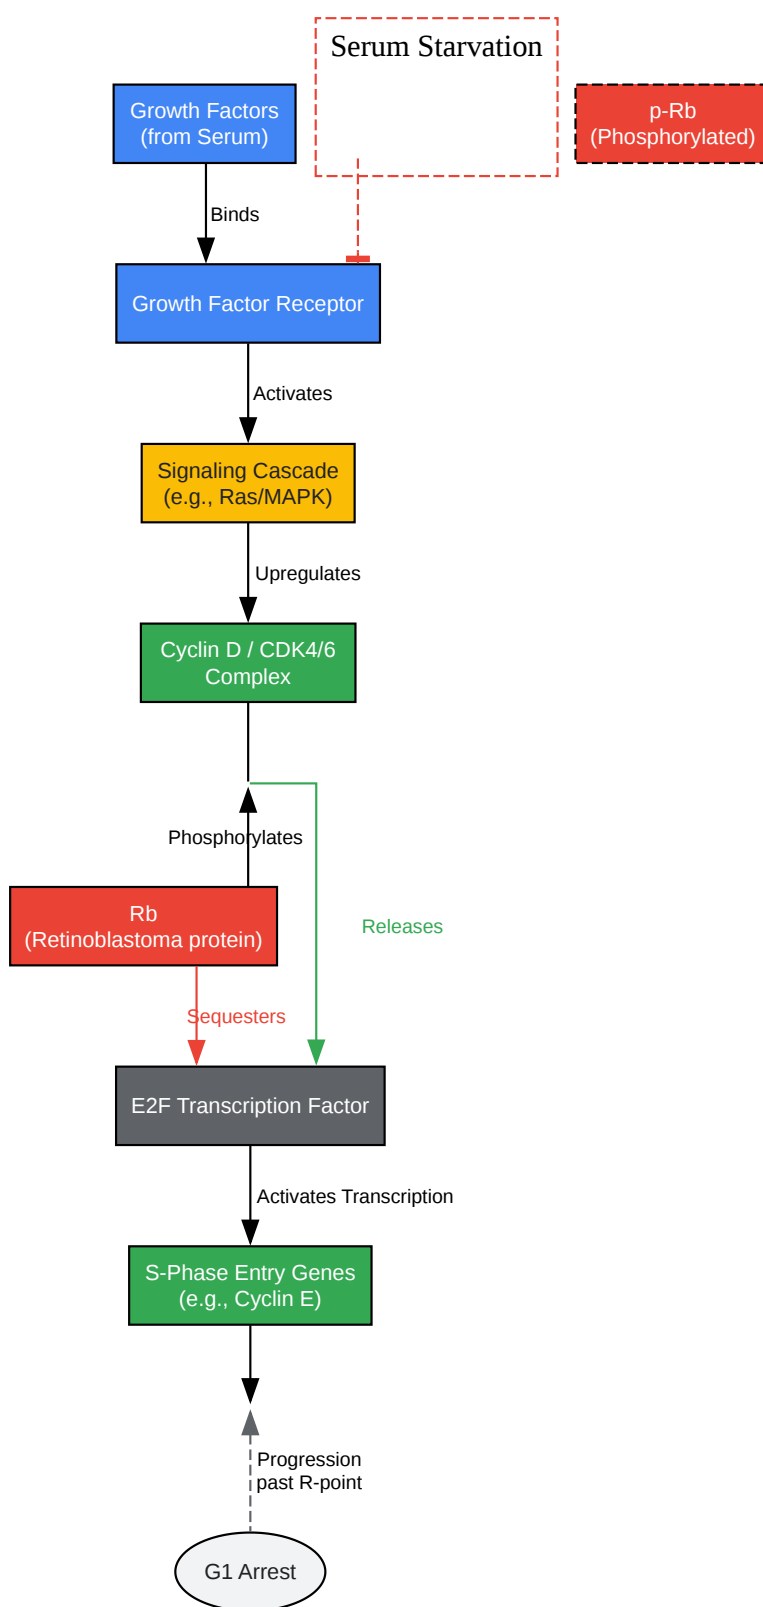 Serum Starvation
Growth Factors
(from Serum)
p-Rb
(Phosphorylated)
Binds
Growth Factor Receptor
Activates
Signaling Cascade
(e.g., Ras/MAPK)
Upregulates
Cyclin D / CDK4/6
Complex
Phosphorylates
Rb
(Retinoblastoma protein)
Releases
Sequesters
E2F Transcription Factor
Activates Transcription
S-Phase Entry Genes
(e.g., Cyclin E)
Progression
past R-point
G1 Arrest